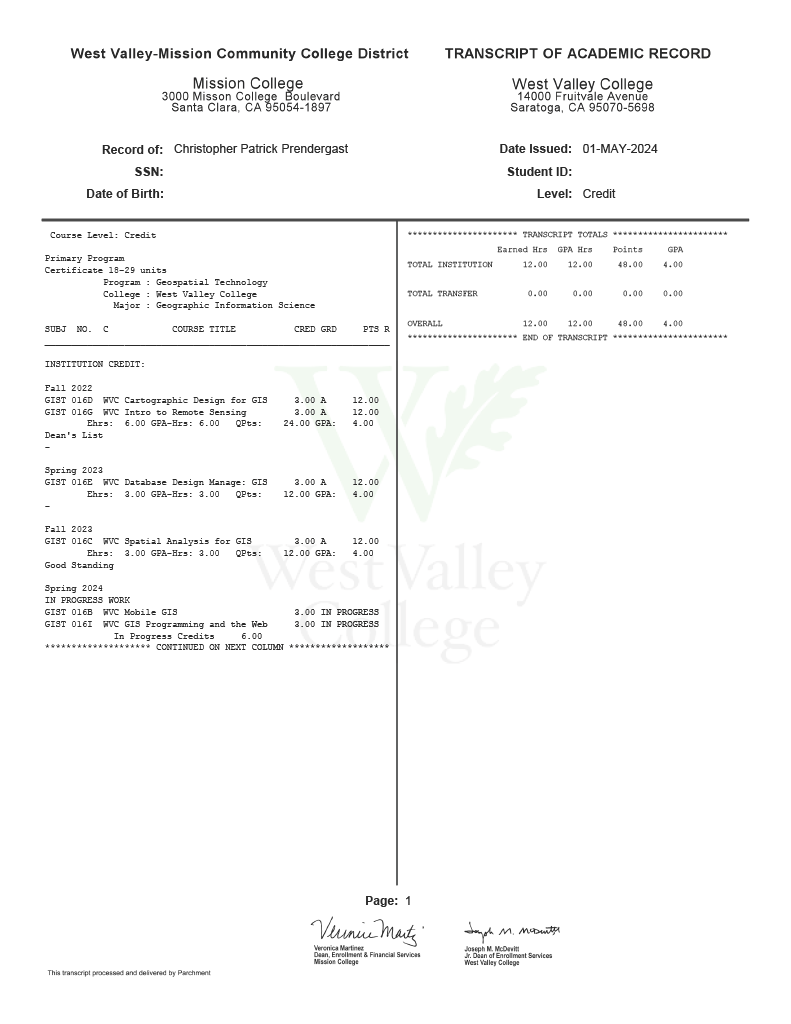 West Valley-Mission Community College District
TRANSCRIPT OF ACADEMIC RECORD
Mission College
3000 Misson College Boulevard
Santa Clara, CA 95054-1897
West Valley College
14000 Fruitvale Avenue
Saratoga, CA 95070-5698
Record of: Christopher Patrick Prendergast
SSN:
Date of Birth:
Date Issued: 01-MAY-2024
Student ID:
Level: Credit
Course Level: Credit
Primary Program
Certificate 18-29 units
Program : Geospatial Technology
College : West Valley College
Major : Geographic Information Science
SUBJ NO. C COURSE TITLE CRED GRD PTS R
INSTITUTION CREDIT:
Fall 2022
GIST 016D WVC Cartographic Design for GIS 3.00 A 12.00
GIST 016G WVC Intro to Remote Sensing 3.00 A 12.00
Ehrs: 6.00 GPA-Hrs: 6.00 QPts: 24.00 GPA: 4.00
Dean's List
-
Spring 2023
GIST 016E WVC Database Design Manage: GIS 3.00 A 12.00
Ehrs: 3.00 GPA-Hrs: 3.00 QPts: 12.00 GPA: 4.00
-
Fall 2023
GIST 016C WVC Spatial Analysis for GIS 3.00 A 12.00
Ehrs: 3.00 GPA-Hrs: 3.00 QPts: 12.00 GPA: 4.00
Good Standing
Spring 2024
IN PROGRESS WORK
GIST 016B WVC Mobile GIS 3.00 IN PROGRESS
GIST 016I WVC GIS Programming and the Web 3.00 IN PROGRESS
In Progress Credits 6.00
******************** CONTINUED ON NEXT COLUMN *******************
********************** TRANSCRIPT TOTALS ***********************
Earned Hrs GPA Hrs Points GPA
TOTAL INSTITUTION 12.00 12.00 48.00 4.00
TOTAL TRANSFER 0.00 0.00 0.00 0.00
OVERALL 12.00 12.00 48.00 4.00
********************** END OF TRANSCRIPT ***********************
West Valley
College
Page: 1
Veronica Martinez
Dean, Enrollment & Financial Services
Mission College
Joseph M. McDevitt
Joseph M. McDevitt
Jr. Dean of Enrollment Services
West Valley College
This transcript processed and delivered by Parchment